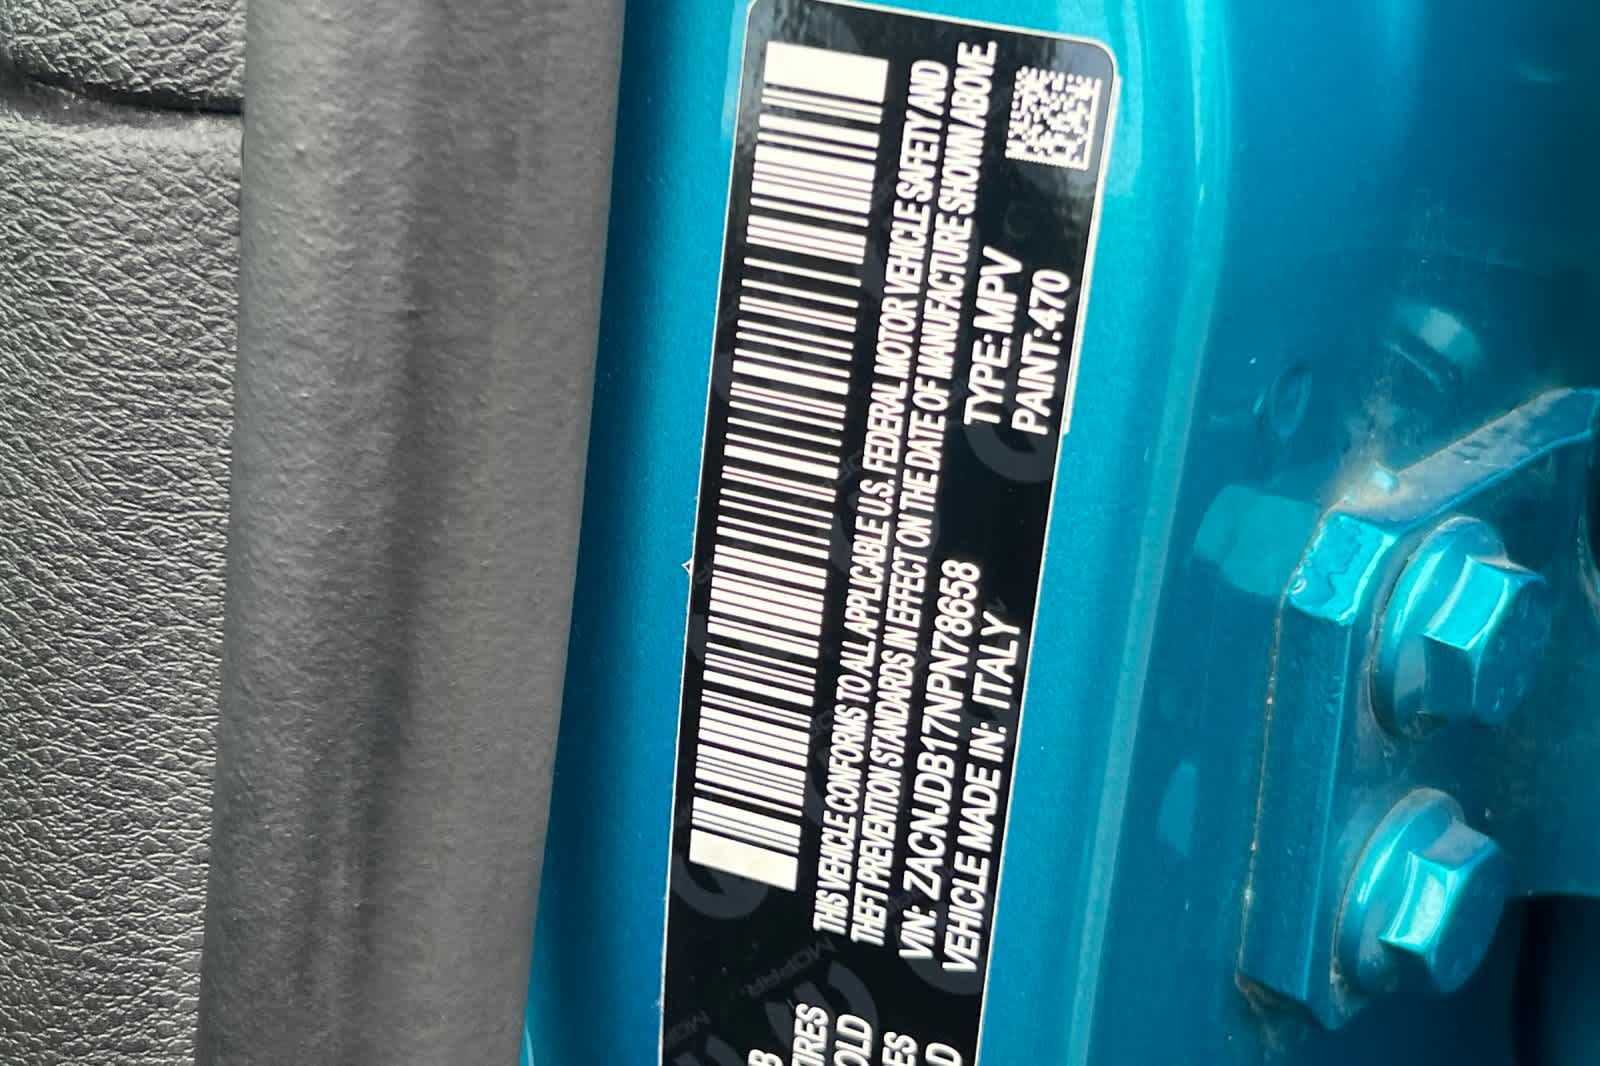 THIS VEHICLE CONFORMS TO ALL APPLICABLE U.S. FEDERAL MOTOR VEHICLE SAFETY AND
THEFT PREVENTION STANDARDS IN EFFECT ON THE DATE OF MANUFACTURE SHOWN ABOVE.
VIN: ZACNJDB17NPN78658
TYPE: MPV
VEHICLE MADE IN: ITALY
PAINT: 470
MOPAR